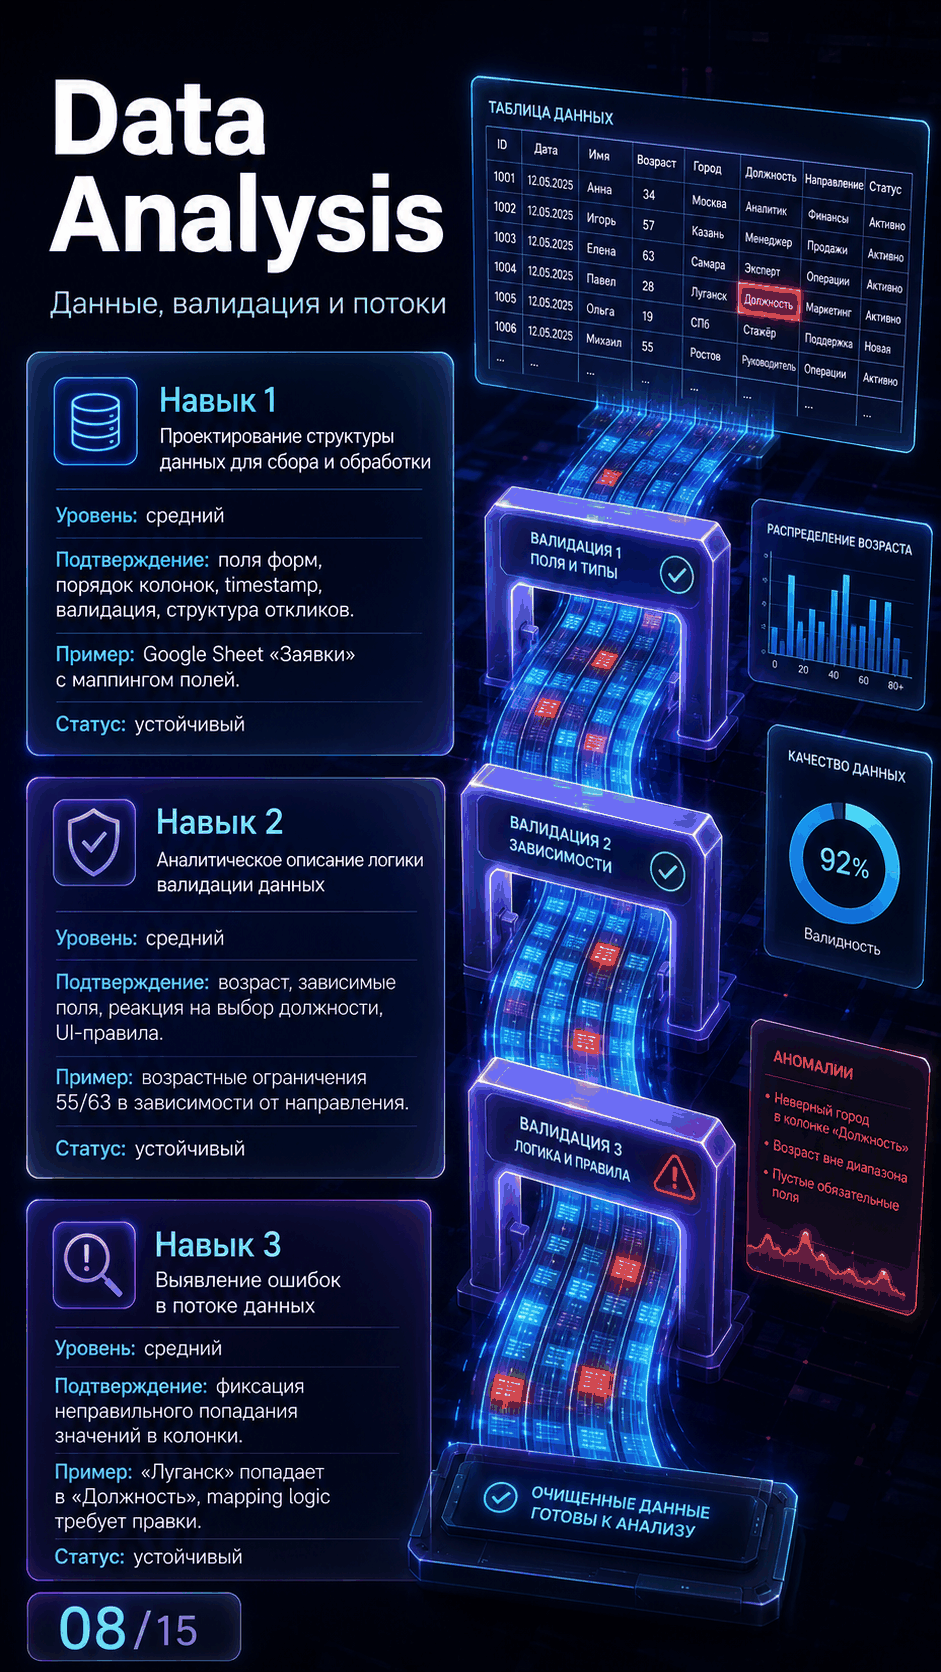 Data
Analysis
Данные, валидация и потоки
Навык 1
Проектирование структуры
данных для сбора и обработки
Уровень: средний
Подтверждение: поля форм,
порядок колонок, timestamp,
валидация, структура откликов.
Пример: Google Sheet «Заявки»
с маппингом полей.
Статус: устойчивый
Навык 2
Аналитическое описание логики
валидации данных
Уровень: средний
Подтверждение: возраст, зависимые
поля, реакция на выбор должности,
UI-правила.
Пример: возрастные ограничения
55/63 в зависимости от направления.
Статус: устойчивый
Навык 3
Выявление ошибок
в потоке данных
Уровень: средний
Подтверждение: фиксация
неправильного попадания
значений в колонки.
Пример: «Луганск» попадает
в «Должность», mapping logic
требует правки.
Статус: устойчивый
08/15
ТАБЛИЦА ДАННЫХ
ID Дата Имя Возраст Город Должность Направление Статус
1001 12.05.2025 Анна 34 Москва Аналитик Финансы Активно
1002 12.05.2025 Игорь 57 Казань Менеджер Продажи Активно
1003 12.05.2025 Елена 63 Самара Эксперт Операции Активно
1004 12.05.2025 Павел 28 Луганск Должность Маркетинг Активно
1005 12.05.2025 Ольга 19 СПб Стажёр Поддержка Новая
1006 12.05.2025 Михаил 55 Ростов Руководитель Операции Активно
... ... ... ... ... ... ... ...
ВАЛИДАЦИЯ 1
ПОЛЯ И ТИПЫ
РАСПРЕДЕЛЕНИЕ ВОЗРАСТА
0 20 40 60 80+
ВАЛИДАЦИЯ 2
ЗАВИСИМОСТИ
КАЧЕСТВО ДАННЫХ
92%
Валидность
ВАЛИДАЦИЯ 3
ЛОГИКА И ПРАВИЛА
АНОМАЛИИ
• Неверный город
в колонке «Должность»
• Возраст вне диапазона
• Пустые обязательные
поля
ОЧИЩЕННЫЕ ДАННЫЕ
ГОТОВЫ К АНАЛИЗУ